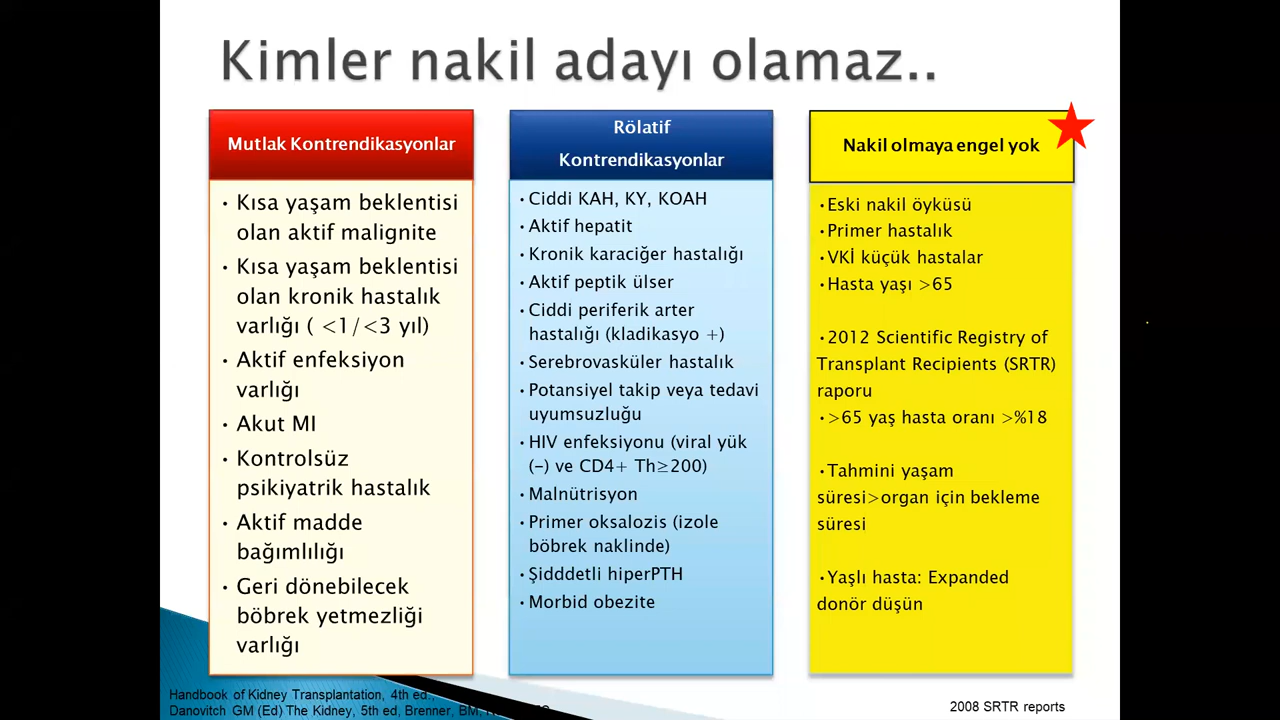 Kimler nakil adayı olamaz..
Mutlak Kontrendikasyonlar
• Kısa yaşam beklentisi
olan aktif malignite
• Kısa yaşam beklentisi
olan kronik hastalık
varlığı ( <1/<3 yıl)
• Aktif enfeksiyon
varlığı
• Akut MI
• Kontrolsüz
psikiyatrik hastalık
• Aktif madde
bağımlılığı
• Geri dönebilecek
böbrek yetmezliği
varlığı
Rölatif
Kontrendikasyonlar
• Ciddi KAH, KY, KOAH
• Aktif hepatit
• Kronik karaciğer hastalığı
• Aktif peptik ülser
• Ciddi periferik arter
hastalığı (kladikasyo +)
• Serebrovasküler hastalık
• Potansiyel takip veya tedavi
uyumsuzluğu
• HIV enfeksiyonu (viral yük
(-) ve CD4+ Th≥200)
• Malnütrisyon
• Primer oksalozis (izole
böbrek naklinde)
• Şidddetli hiperPTH
• Morbid obezite
Nakil olmaya engel yok
•Eski nakil öyküsü
•Primer hastalık
•VKİ küçük hastalar
•Hasta yaşı >65
•2012 Scientific Registry of
Transplant Recipients (SRTR)
raporu
•>65 yaş hasta oranı >%18
•Tahmini yaşam
süresi>organ için bekleme
süresi
•Yaşlı hasta: Expanded
donör düşün
Handbook of Kidney Transplantation, 4th ed.,
Danovitch GM (Ed) The Kidney, 5th ed, Brenner, BM,
2008 SRTR reports